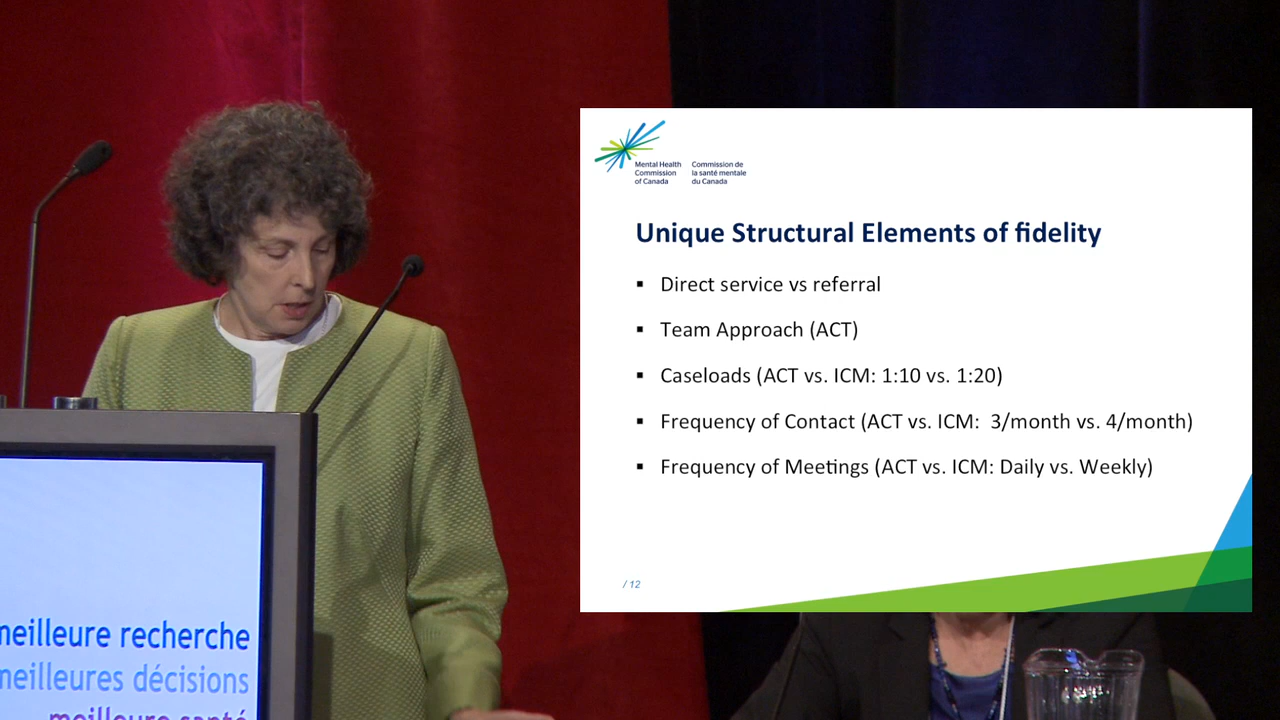 Mental Health
Commission
of Canada
Commission de
la santé mentale
du Canada
Unique Structural Elements of fidelity
▪ Direct service vs referral
▪ Team Approach (ACT)
▪ Caseloads (ACT vs. ICM: 1:10 vs. 1:20)
▪ Frequency of Contact (ACT vs. ICM: 3/month vs. 4/month)
▪ Frequency of Meetings (ACT vs. ICM: Daily vs. Weekly)
/ 12
meilleure recherche
meilleures décisions
meilleure santé